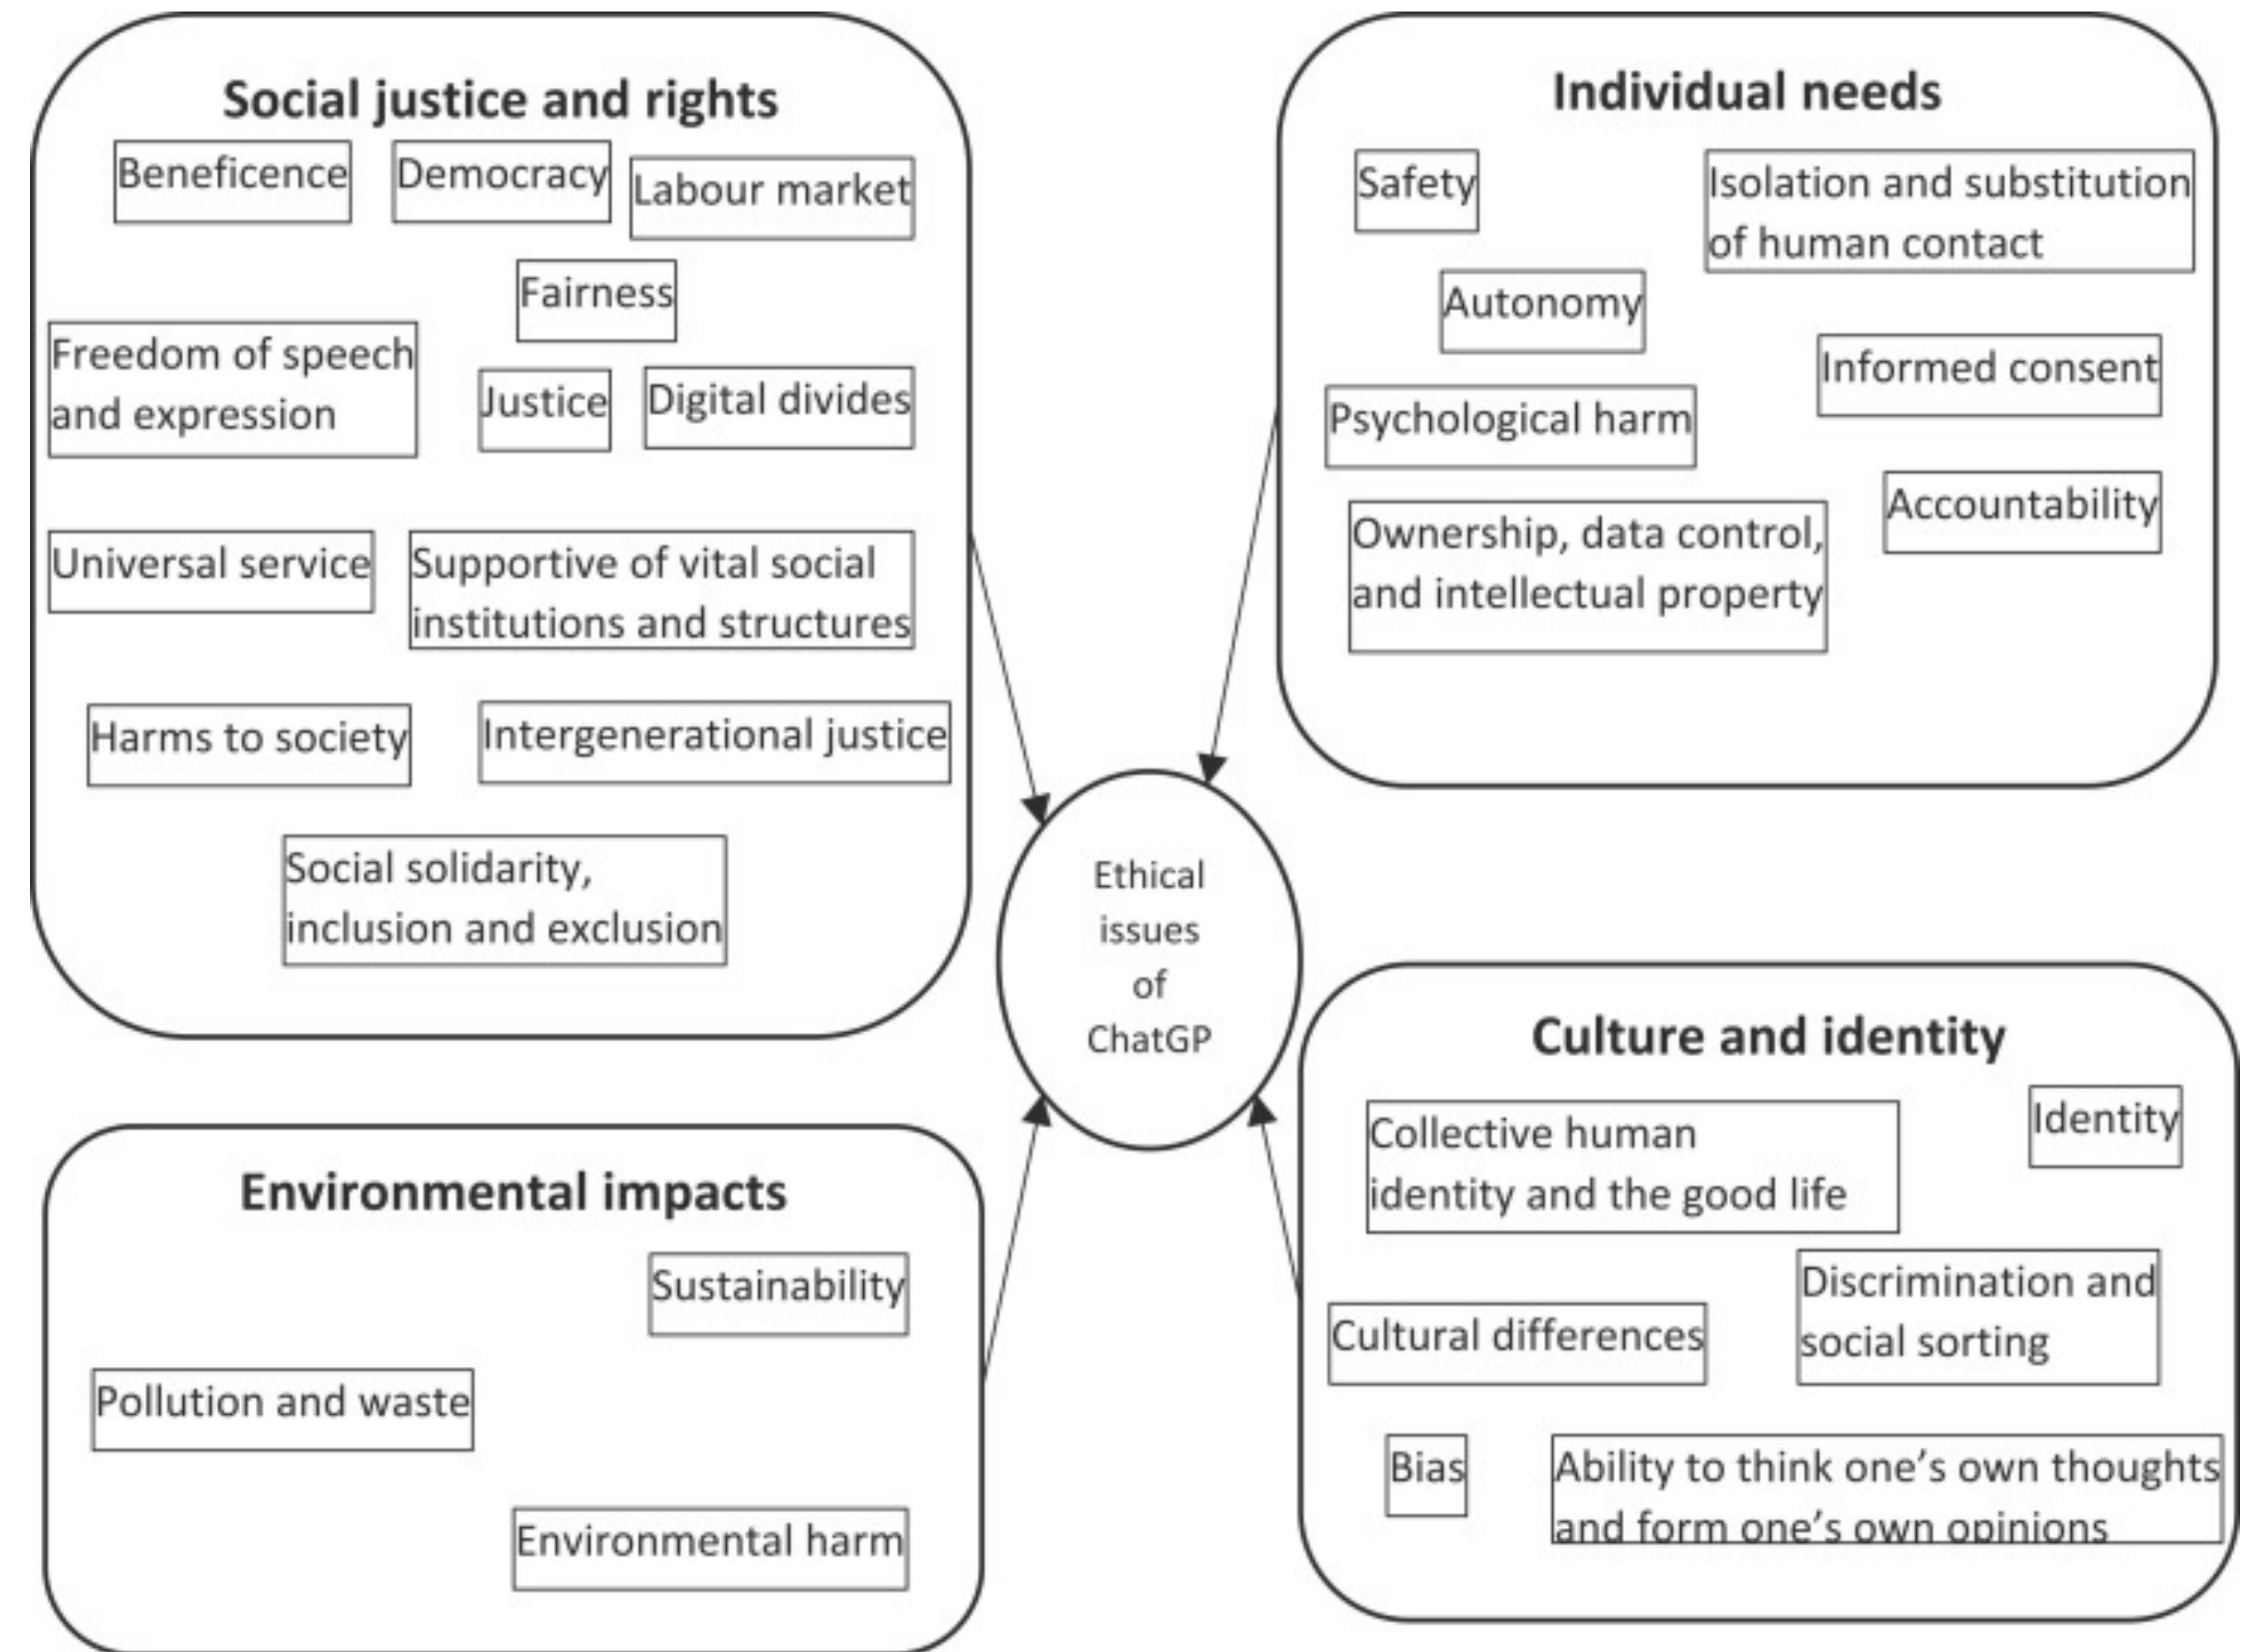 Social justice and rights
Beneficence
Democracy
Labour market
Fairness
Freedom of speech
and expression
Justice
Digital divides
Universal service
Supportive of vital social
institutions and structures
Harms to society
Intergenerational justice
Social solidarity,
inclusion and exclusion
Individual needs
Safety
Isolation and substitution
of human contact
Autonomy
Informed consent
Psychological harm
Accountability
Ownership, data control,
and intellectual property
Ethical
issues
of
ChatGP
Environmental impacts
Sustainability
Pollution and waste
Environmental harm
Culture and identity
Collective human
identity and the good life
Identity
Discrimination and
social sorting
Cultural differences
Bias
Ability to think one’s own thoughts
and form one’s own opinions